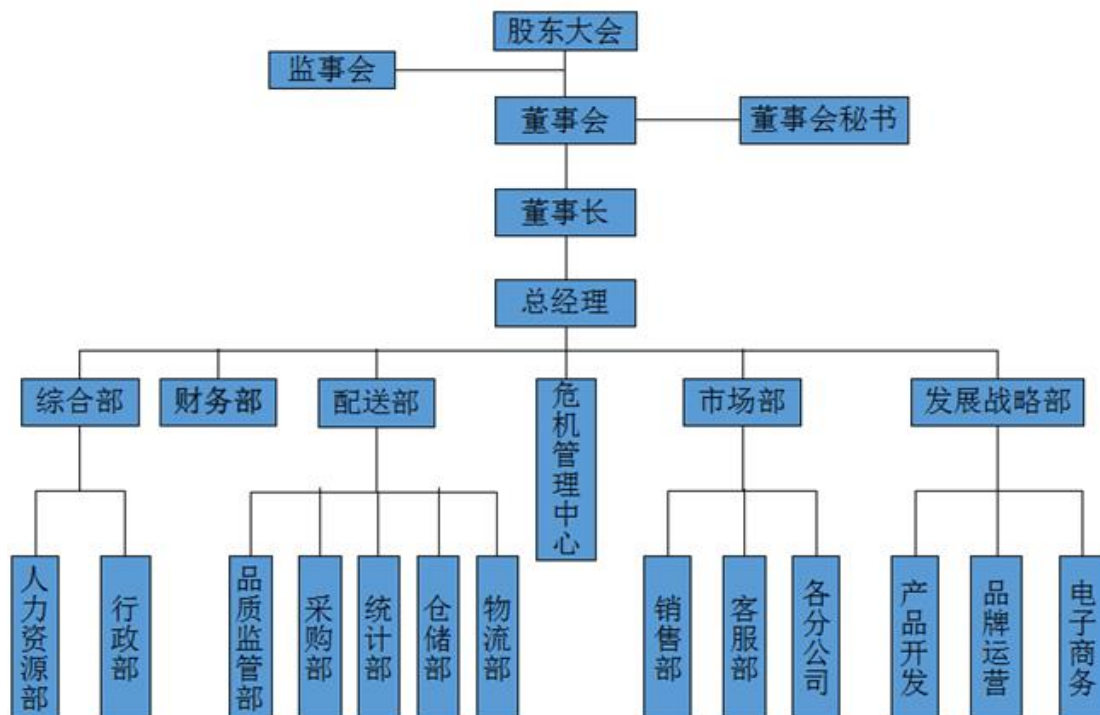 股东大会
监事会
董事会
董事会秘书
董事长
总经理
综合部
财务部
配送部
危机管理中心
市场部
发展战略部
人力资源部
行政部
品质监管部
采购部
统计部
仓储部
物流部
销售部
客服部
各分公司
产品开发
品牌运营
电子商务